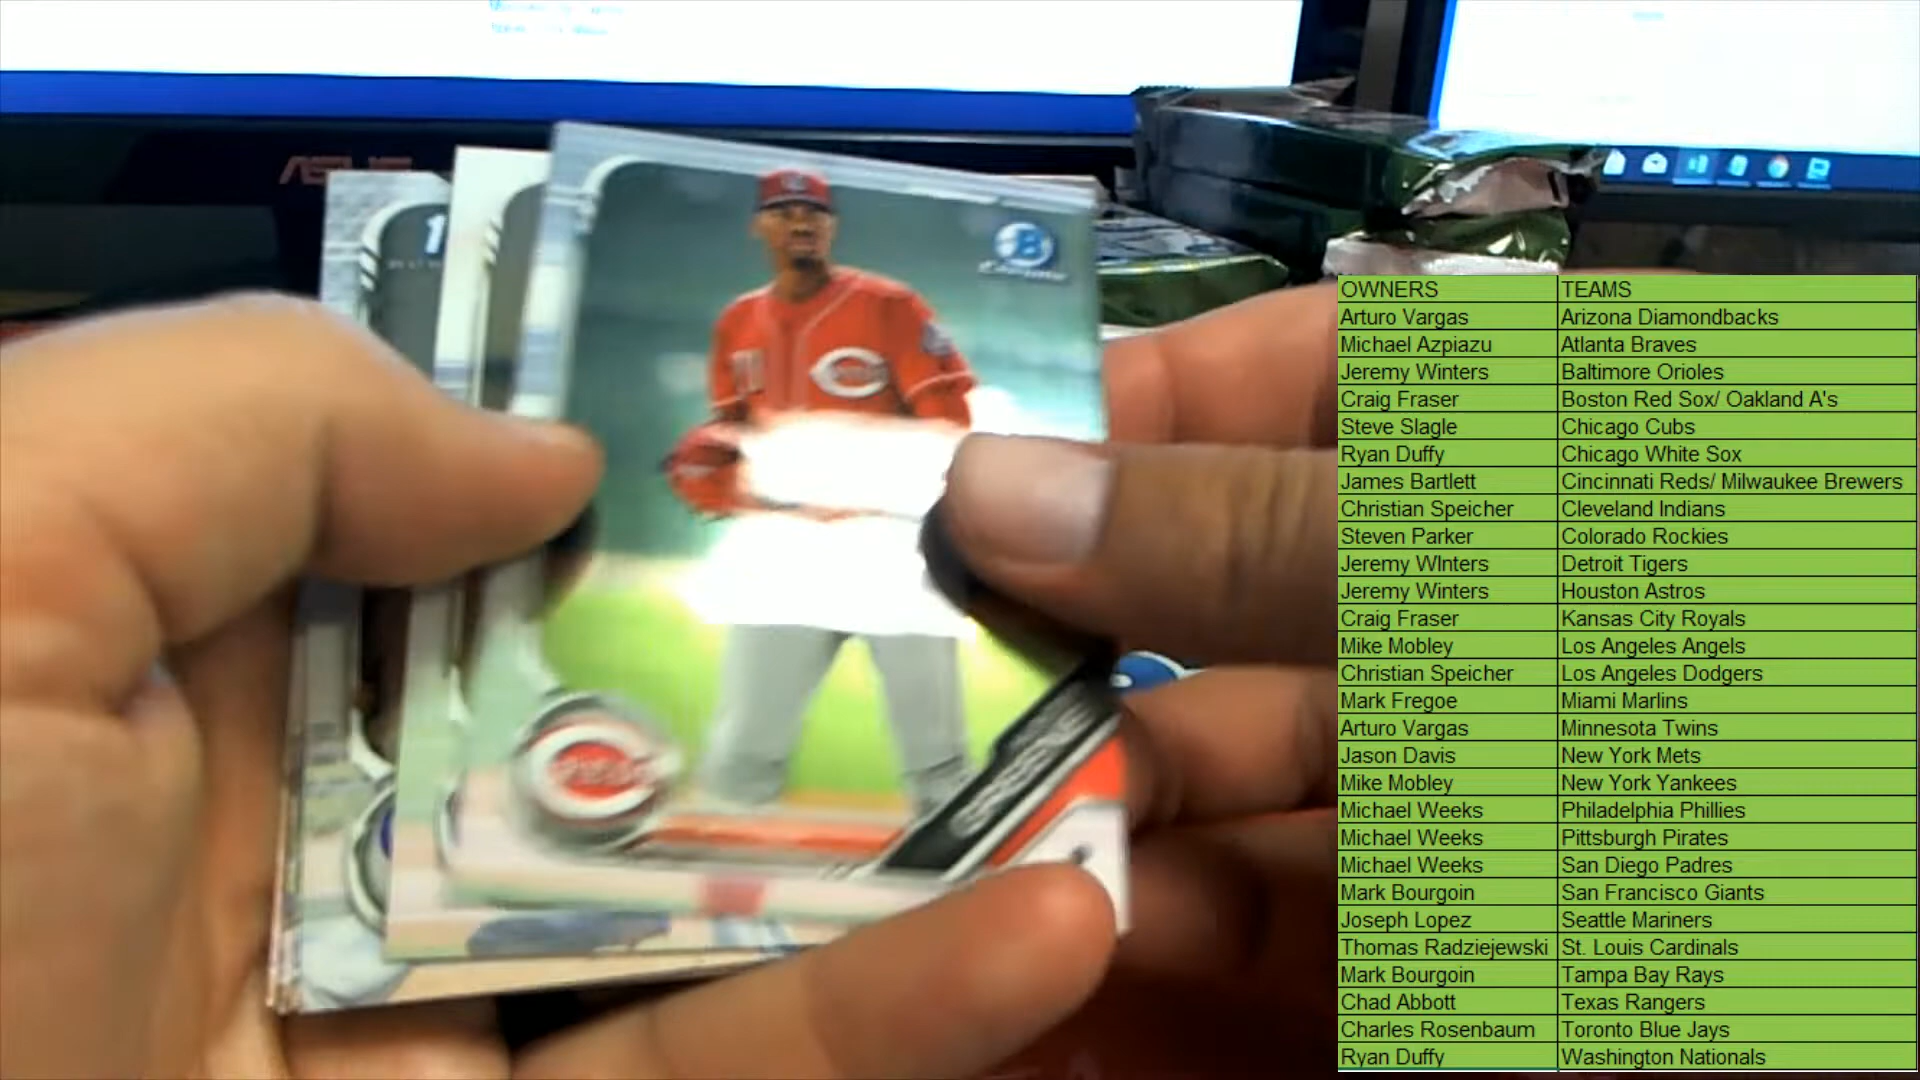 ASUS
B
Chrome
REDS
OWNERS TEAMS
Arturo Vargas Arizona Diamondbacks
Michael Azpiazu Atlanta Braves
Jeremy Winters Baltimore Orioles
Craig Fraser Boston Red Sox/ Oakland A's
Steve Slagle Chicago Cubs
Ryan Duffy Chicago White Sox
James Bartlett Cincinnati Reds/ Milwaukee Brewers
Christian Speicher Cleveland Indians
Steven Parker Colorado Rockies
Jeremy WInters Detroit Tigers
Jeremy Winters Houston Astros
Craig Fraser Kansas City Royals
Mike Mobley Los Angeles Angels
Christian Speicher Los Angeles Dodgers
Mark Fregoe Miami Marlins
Arturo Vargas Minnesota Twins
Jason Davis New York Mets
Mike Mobley New York Yankees
Michael Weeks Philadelphia Phillies
Michael Weeks Pittsburgh Pirates
Michael Weeks San Diego Padres
Mark Bourgoin San Francisco Giants
Joseph Lopez Seattle Mariners
Thomas Radziejewski St. Louis Cardinals
Mark Bourgoin Tampa Bay Rays
Chad Abbott Texas Rangers
Charles Rosenbaum Toronto Blue Jays
Ryan Duffy Washington Nationals